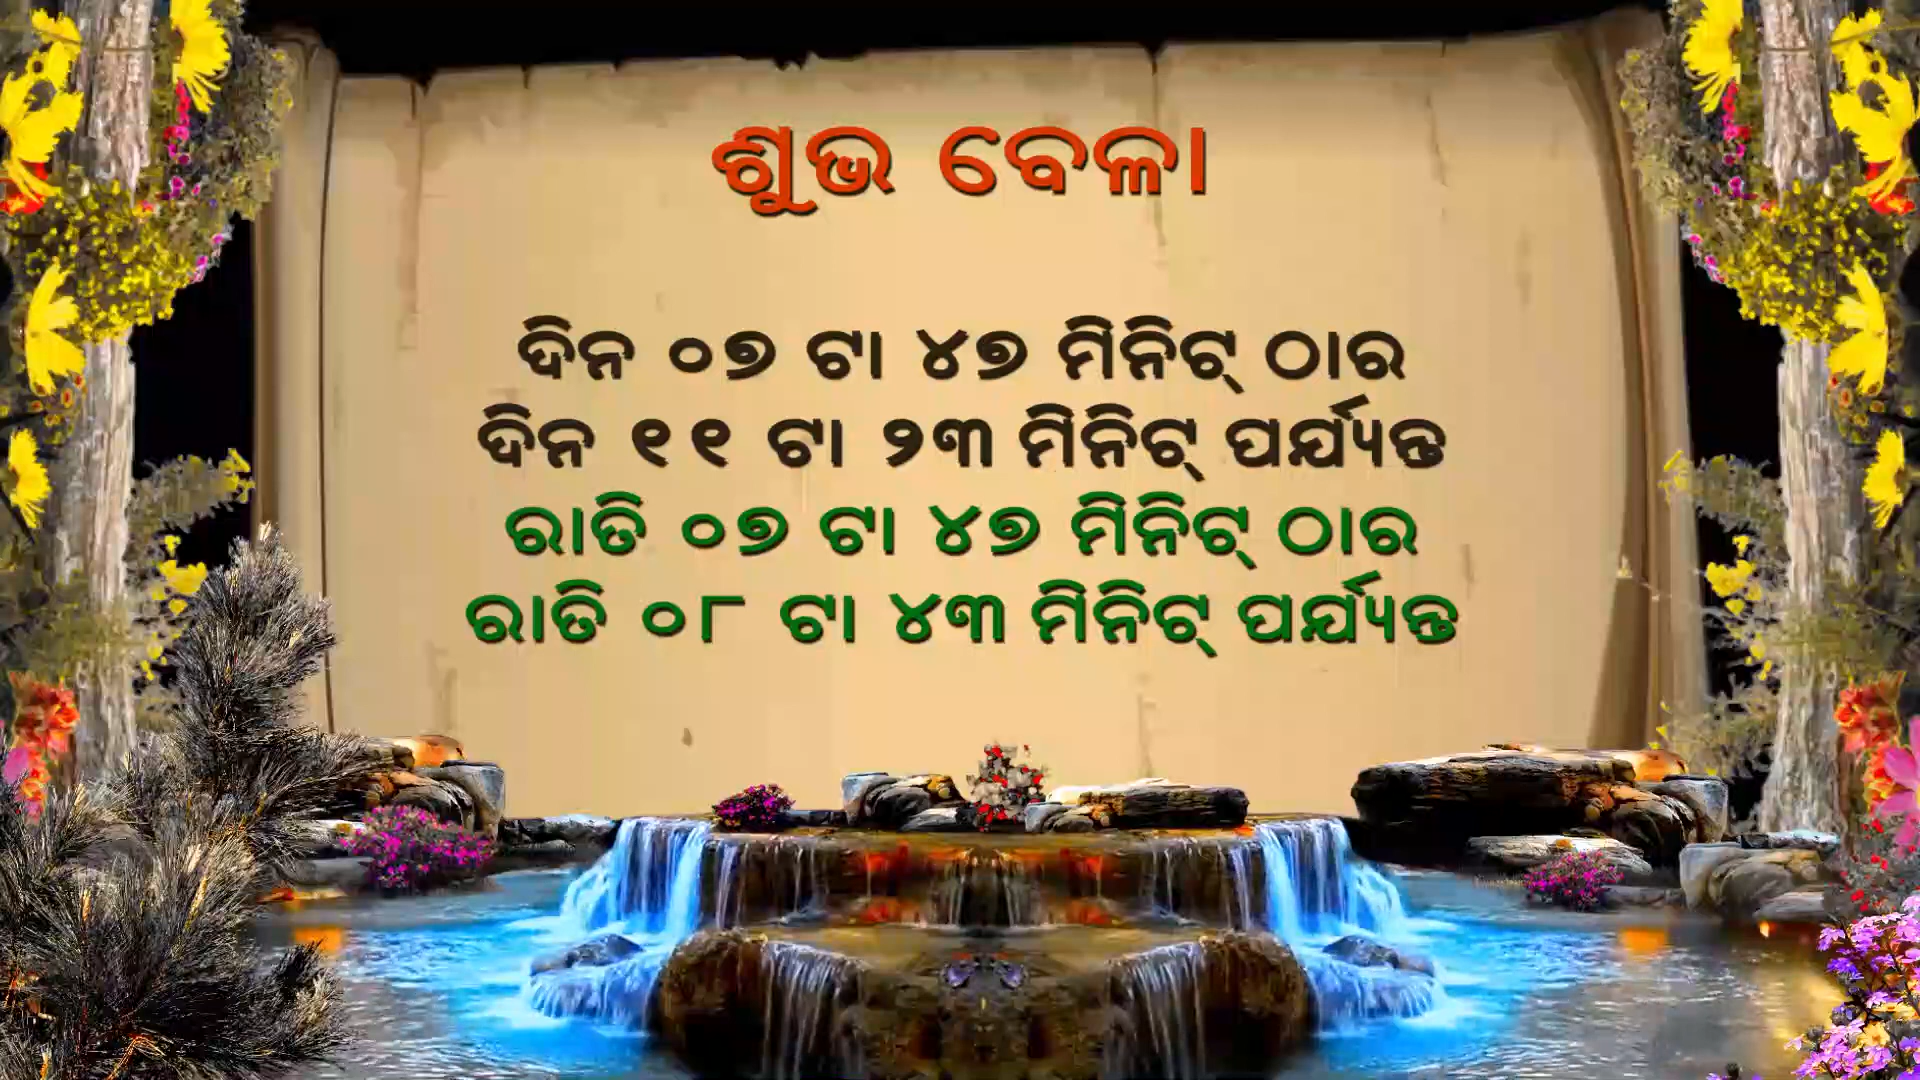 ଶୁଭ ବେଳା
ଦିନ ୦୭ ଟା ୪୭ ମିନିଟ୍ ଠାର
ଦିନ ୧୧ ଟା ୨୩ ମିନିଟ୍ ପର୍ଯ୍ୟନ୍ତ
ରାତି ୦୭ ଟା ୪୭ ମିନିଟ୍ ଠାର
ରାତି ୦୮ ଟା ୪୩ ମିନିଟ୍ ପର୍ଯ୍ୟନ୍ତ